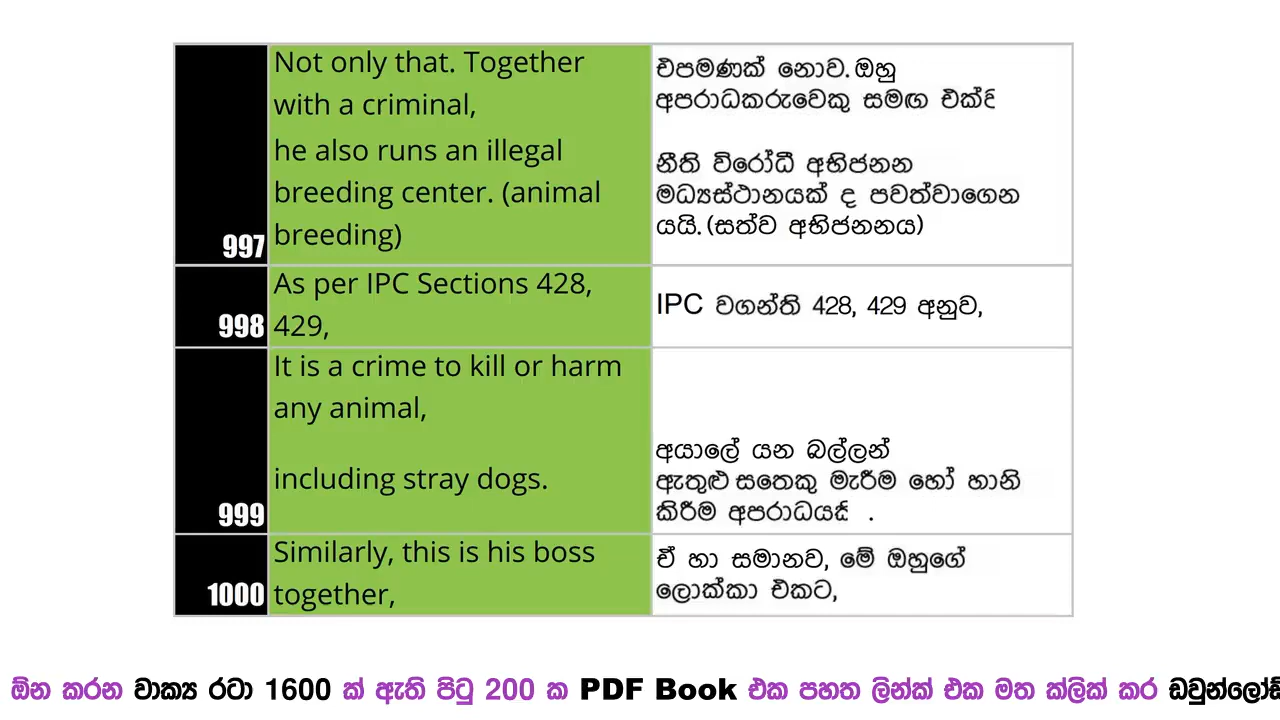 Not only that. Together
with a criminal,
he also runs an illegal
breeding center. (animal
breeding)
997
එපමණක් නොව. ඔහු
අපරාධකරුවෙකු සමඟ එක්ව
නීති විරෝධී අභිජනන
මධ්‍යස්ථානයක් ද පවත්වාගෙන
යයි. (සත්ව අභිජනනය)
As per IPC Sections 428,
429,
998
IPC වගන්ති 428, 429 අනුව,
It is a crime to kill or harm
any animal,
including stray dogs.
999
අයාලේ යන බල්ලන්
ඇතුළු සතෙකු මැරීම හෝ හානි
කිරීම අපරාධයකි .
Similarly, this is his boss
together,
1000
ඒ හා සමානව, මේ ඔහුගේ
ලොක්කා එකට,
ඕන කරන වාක්‍ය රටා 1600 ක් ඇති පිටු 200 ක PDF Book එක පහත ලින්ක් එක මත ක්ලික් කර